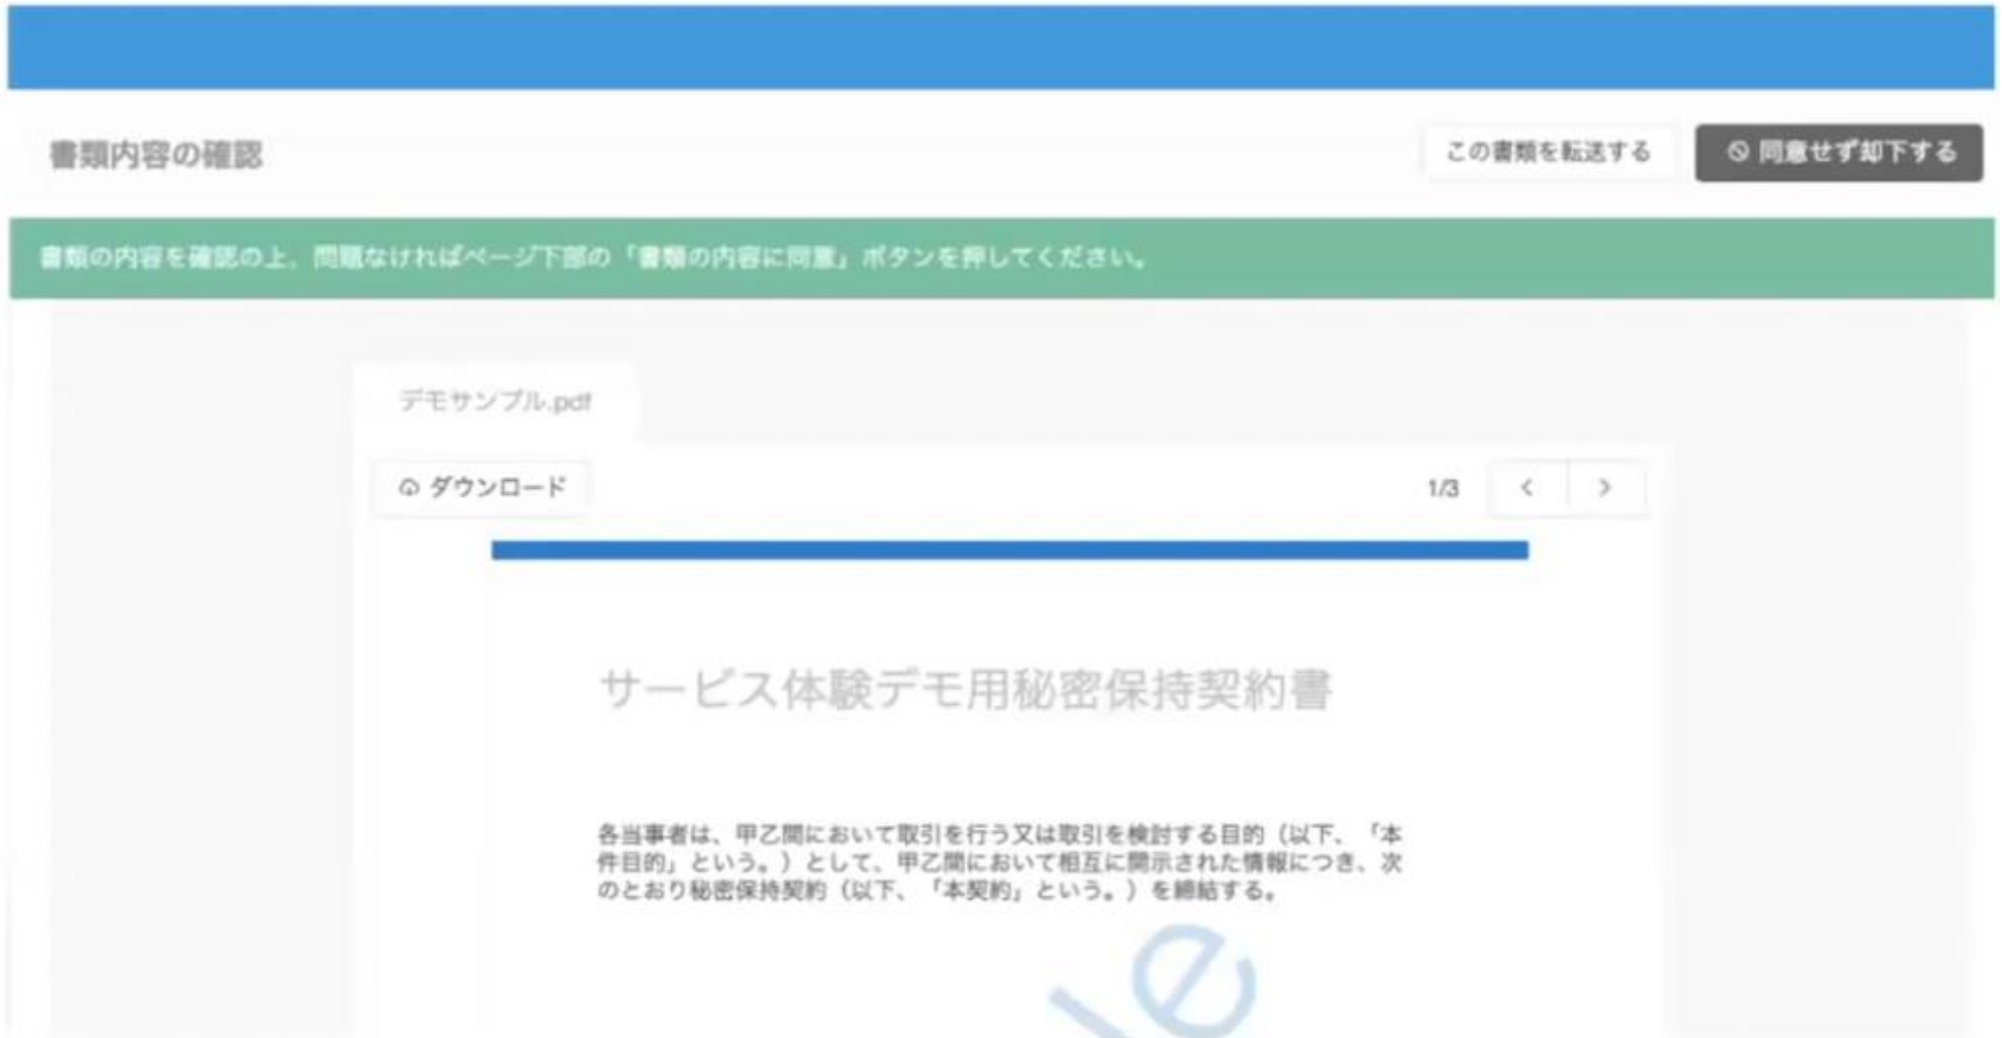 書類内容の確認
この書類を転送する
同意せず却下する
書類の内容を確認の上、問題なければページ下部の「書類の内容に同意」ボタンを押してください。
デモサンプル.pdf
ダウンロード
1/3
サービス体験デモ用秘密保持契約書
各当事者は、甲乙間において取引を行う又は取引を検討する目的（以下、「本
件目的」という。）として、甲乙間において相互に開示された情報につき、次
のとおり秘密保持契約（以下、「本契約」という。）を締結する。
le